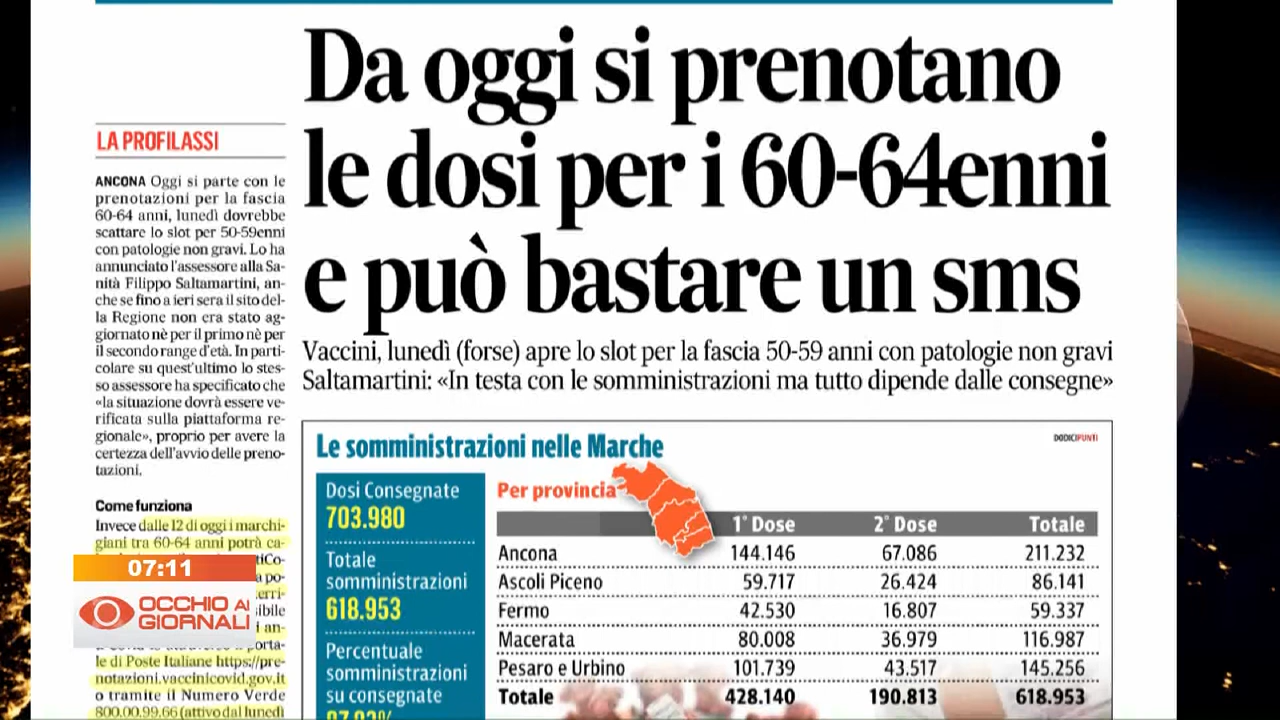 Da oggi si prenotano
le dosi per i 60-64enni
e può bastare un sms
Vaccini, lunedì (forse) apre lo slot per la fascia 50-59 anni con patologie non gravi
Saltamartini: «In testa con le somministrazioni ma tutto dipende dalle consegne»
LA PROFILASSI
ANCONA Oggi si parte con le
prenotazioni per la fascia
60-64 anni, lunedì dovrebbe
scattare lo slot per 50-59enni
con patologie non gravi. Lo ha
annunciato l'assessore alla Sa-
nità Filippo Saltamartini, an-
che se fino a ieri sera il sito del-
la Regione non era stato ag-
giornato nè per il primo nè per
il secondo range d'età. In parti-
colare su quest'ultimo lo stes-
so assessore ha specificato che
«la situazione dovrà essere ve-
rificata sulla piattaforma re-
gionale», proprio per avere la
certezza dell'avvio delle preno-
tazioni.
Come funziona
Invece dalle 12 di oggi i marchi-
giani tra 60-64 anni potrà ca-
le di Poste Italiane https://pre-
notazioni.vaccinicovid.gov.it
o tramite il Numero Verde
800.00.99.66 (attivo dal lunedì
07:11
OCCHIO AI
GIORNALI
Le somministrazioni nelle Marche
DODICIPUNTI
Dosi Consegnate
703.980
Totale
somministrazioni
618.953
Percentuale
somministrazioni
su consegnate
Per provincia
1° Dose 2° Dose Totale
Ancona 144.146 67.086 211.232
Ascoli Piceno 59.717 26.424 86.141
Fermo 42.530 16.807 59.337
Macerata 80.008 36.979 116.987
Pesaro e Urbino 101.739 43.517 145.256
Totale 428.140 190.813 618.953